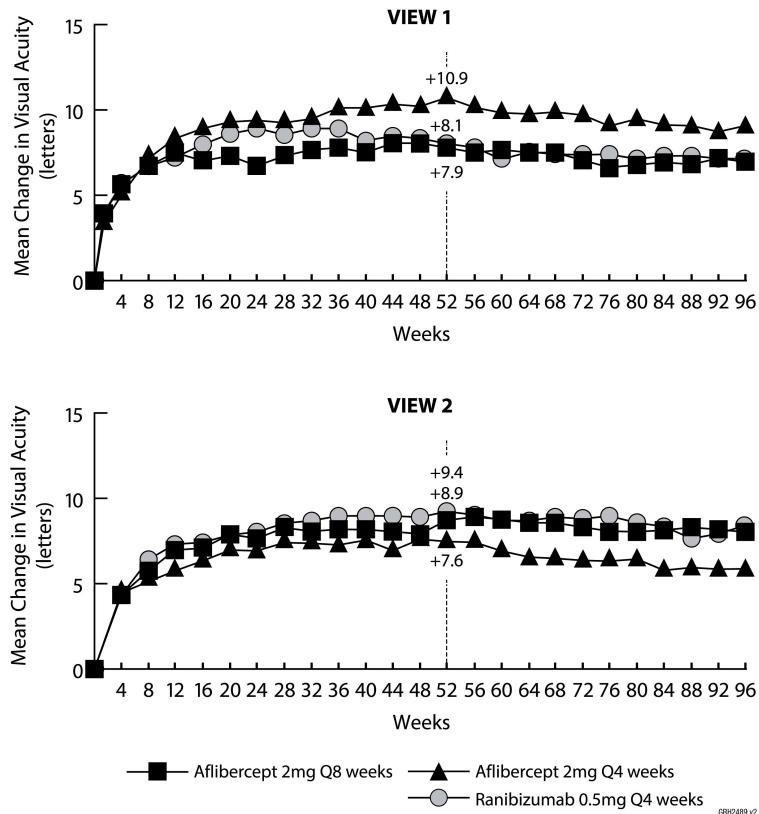 VIEW 1
Mean Change in Visual Acuity
(letters)
15
10
5
0
+10.9
+8.1
+7.9
4 8 12 16 20 24 28 32 36 40 44 48 52 56 60 64 68 72 76 80 84 88 92 96
Weeks
VIEW 2
Mean Change in Visual Acuity
(letters)
15
10
5
0
+9.4
+8.9
+7.6
4 8 12 16 20 24 28 32 36 40 44 48 52 56 60 64 68 72 76 80 84 88 92 96
Weeks
Aflibercept 2mg Q8 weeks Aflibercept 2mg Q4 weeks
Ranibizumab 0.5mg Q4 weeks
GRH2489 v2